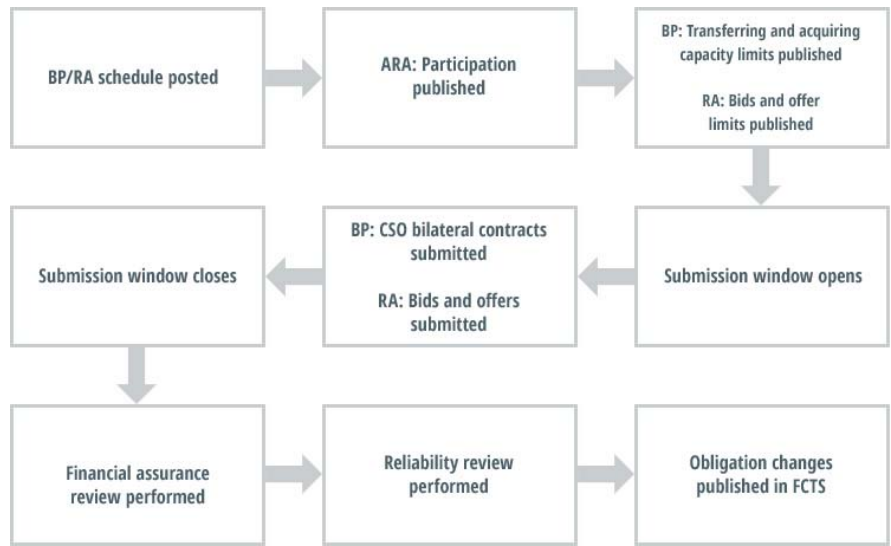 BP/RA schedule posted
ARA: Participation
published
BP: Transferring and acquiring
capacity limits published
RA: Bids and offer
limits published
Submission window opens
BP: CSO bilateral contracts
submitted
RA: Bids and offers
submitted
Submission window closes
Financial assurance
review performed
Reliability review
performed
Obligation changes
published in FCTS